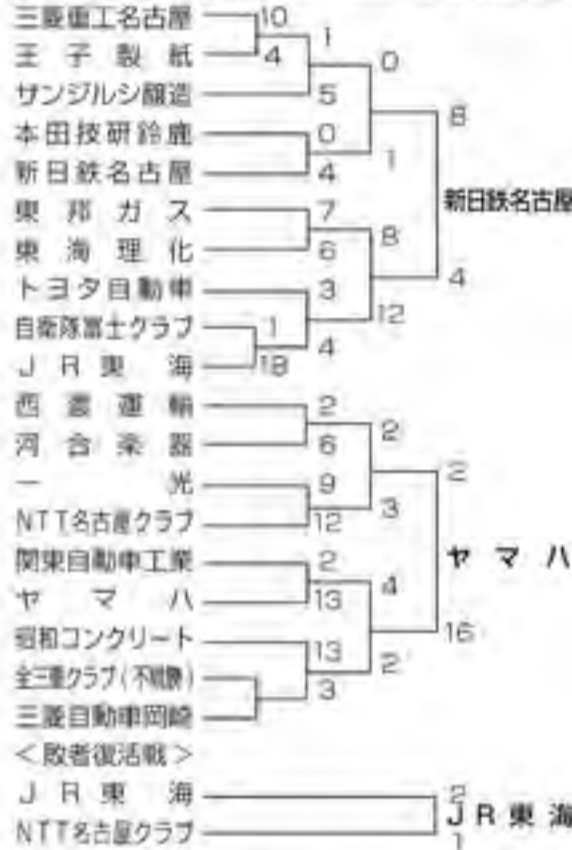 三菱重工名古屋 10
王子製紙 4
1
0
サンジルシ醸造 5
8
本田技研鈴鹿 0
1
新日鉄名古屋 4
新日鉄名古屋
東邦ガス 7
8
東海理化 6
4
トヨタ自動車 3
12
自衛隊富士クラブ 1
4
JR東海 18
西濃運輸 2
2
河合楽器 6
2
一光 9
3
NTT名古屋クラブ 12
関東自動車工業 2
4
ヤマハ
ヤマハ 13
16
昭和コンクリート 13
2
全三重クラブ(不戦勝)
3
三菱自動車岡崎
<敗者復活戦>
JR東海 2
JR東海
NTT名古屋クラブ 1